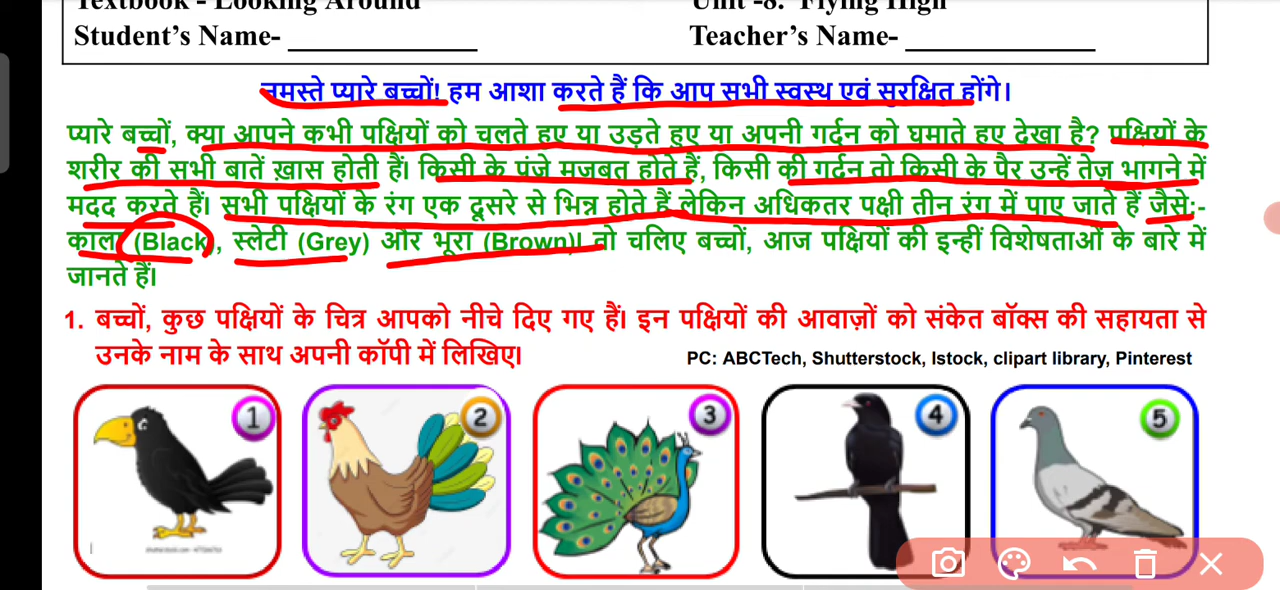 Textbook - Looking Around Unit -8. Flying High
Student's Name- Teacher's Name-
नमस्ते प्यारे बच्चों! हम आशा करते हैं कि आप सभी स्वस्थ एवं सुरक्षित होंगे।
प्यारे बच्चों, क्या आपने कभी पक्षियों को चलते हुए या उड़ते हुए या अपनी गर्दन को घुमाते हुए देखा है? पक्षियों के
शरीर की सभी बातें ख़ास होती हैं। किसी के पंजे मजबूत होते हैं, किसी की गर्दन तो किसी के पैर उन्हें तेज़ भागने में
मदद करते हैं। सभी पक्षियों के रंग एक दूसरे से भिन्न होते हैं लेकिन अधिकतर पक्षी तीन रंग में पाए जाते हैं जैसे:-
काला (Black), स्लेटी (Grey) और भूरा (Brown)। तो चलिए बच्चों, आज पक्षियों की इन्हीं विशेषताओं के बारे में
जानते हैं।
1. बच्चों, कुछ पक्षियों के चित्र आपको नीचे दिए गए हैं। इन पक्षियों की आवाज़ों को संकेत बॉक्स की सहायता से
उनके नाम के साथ अपनी कॉपी में लिखिए। PC: ABCTech, Shutterstock, Istock, clipart library, Pinterest
1 2 3 4 5